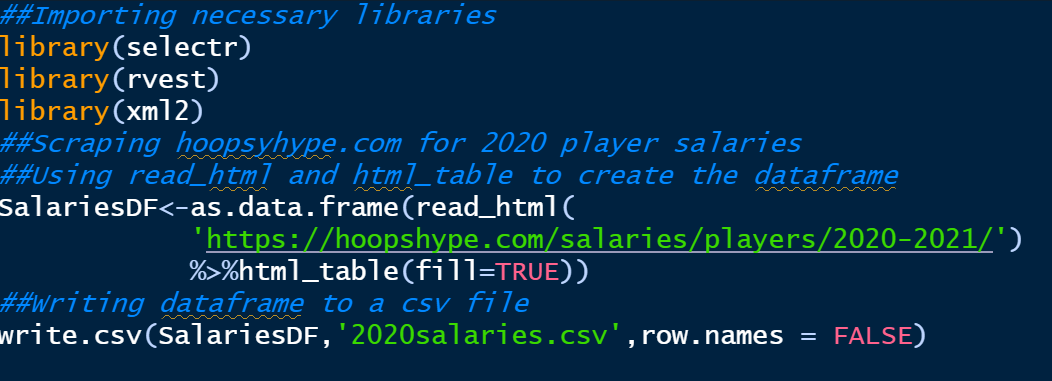 ##Importing necessary libraries
library(selectr)
library(rvest)
library(xml2)
##Scraping hoopsyhype.com for 2020 player salaries
##Using read_html and html_table to create the dataframe
SalariesDF<-as.data.frame(read_html(
'https://hoopshype.com/salaries/players/2020-2021/')
%>%html_table(fill=TRUE))
##Writing dataframe to a csv file
write.csv(SalariesDF,'2020salaries.csv',row.names = FALSE)